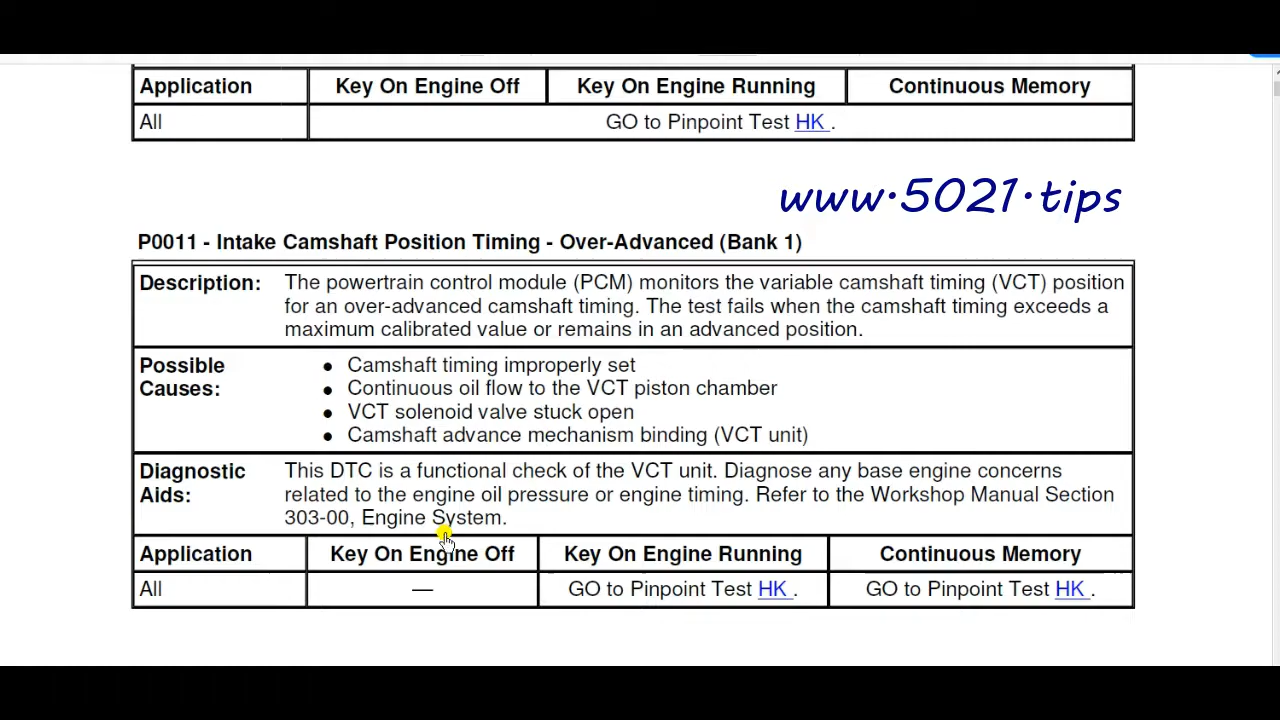 Application Key On Engine Off Key On Engine Running Continuous Memory
All GO to Pinpoint Test HK .
www.5021.tips
P0011 - Intake Camshaft Position Timing - Over-Advanced (Bank 1)
Description: The powertrain control module (PCM) monitors the variable camshaft timing (VCT) position
for an over-advanced camshaft timing. The test fails when the camshaft timing exceeds a
maximum calibrated value or remains in an advanced position.
Possible
Causes:
● Camshaft timing improperly set
● Continuous oil flow to the VCT piston chamber
● VCT solenoid valve stuck open
● Camshaft advance mechanism binding (VCT unit)
Diagnostic
Aids:
This DTC is a functional check of the VCT unit. Diagnose any base engine concerns
related to the engine oil pressure or engine timing. Refer to the Workshop Manual Section
303-00, Engine System.
Application Key On Engine Off Key On Engine Running Continuous Memory
All — GO to Pinpoint Test HK . GO to Pinpoint Test HK .